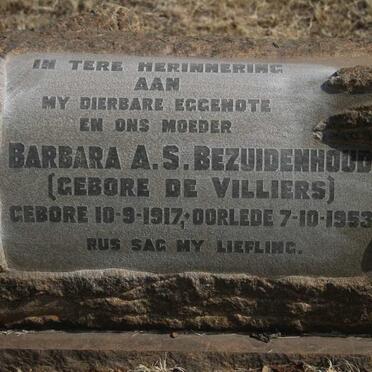 IN TERE HERINNERING
AAN
MY DIERBARE EGGENOTE
EN ONS MOEDER
BARBARA A.S. BEZUIDENHOUD
(GEBORE DE VILLIERS)
GEBORE 10-9-1917,+OORLEDE 7-10-1953
RUS SAG MY LIEFLING.